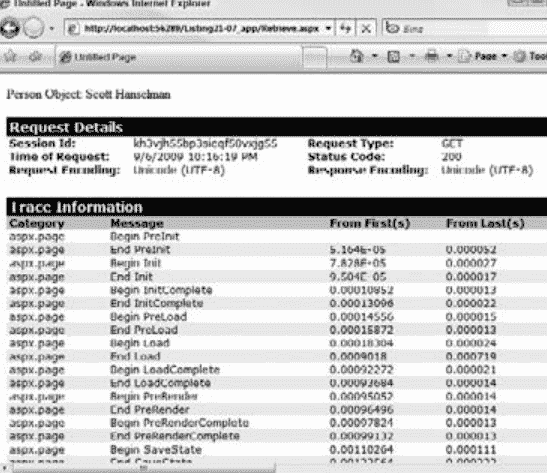 Untitled Page - Windows Internet Explorer
http://localhost:56289/Listing21-07_app/Retrieve.aspx Bing
Untitled Page Page
Person Object: Scott Hanselman
Request Details
Session Id: Request Type: GET
Time of Request: 9/6/2009 10:16:19 PM Status Code: 200
Request Encoding: Unicode (UTF-8) Response Encoding: Unicode (UTF-8)
Trace Information
Category Message From First(s) From Last(s)
aspx.page Begin PreInit
aspx.page End PreInit 5.164E-05 0.000052
aspx.page Begin Init 7.828E-05 0.000027
aspx.page End Init 9.504E-05 0.000017
aspx.page Begin InitComplete 0.00010852 0.000013
aspx.page End InitComplete 0.00013096 0.000022
aspx.page Begin PreLoad 0.00014556 0.000015
aspx.page End PreLoad 0.00015872 0.000013
aspx.page Begin Load 0.00018304 0.000024
aspx.page End Load 0.0009018 0.000719
aspx.page Begin LoadComplete 0.00092272 0.000021
aspx.page End LoadComplete 0.00093684 0.000014
aspx.page Begin PreRender 0.00095052 0.000014
aspx.page End PreRender 0.00096496 0.000014
aspx.page Begin PreRenderComplete 0.00097824 0.000013
aspx.page End PreRenderComplete 0.00099132 0.000013
aspx.page Begin SaveState 0.00110264 0.000111
aspx.page End SaveState